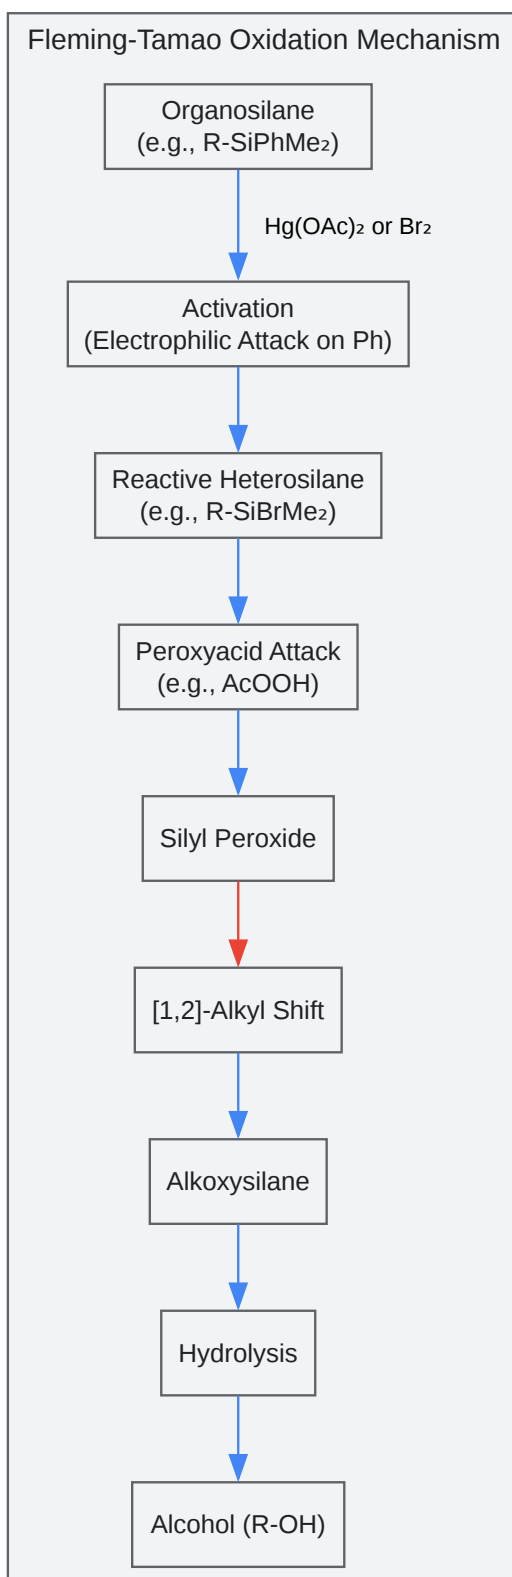 Fleming-Tamao Oxidation Mechanism
Organosilane
(e.g., R-SiPhMe₂)
Hg(OAc)₂ or Br₂
Activation
(Electrophilic Attack on Ph)
Reactive Heterosilane
(e.g., R-SiBrMe₂)
Peroxyacid Attack
(e.g., AcOOH)
Silyl Peroxide
[1,2]-Alkyl Shift
Alkoxysilane
Hydrolysis
Alcohol (R-OH)